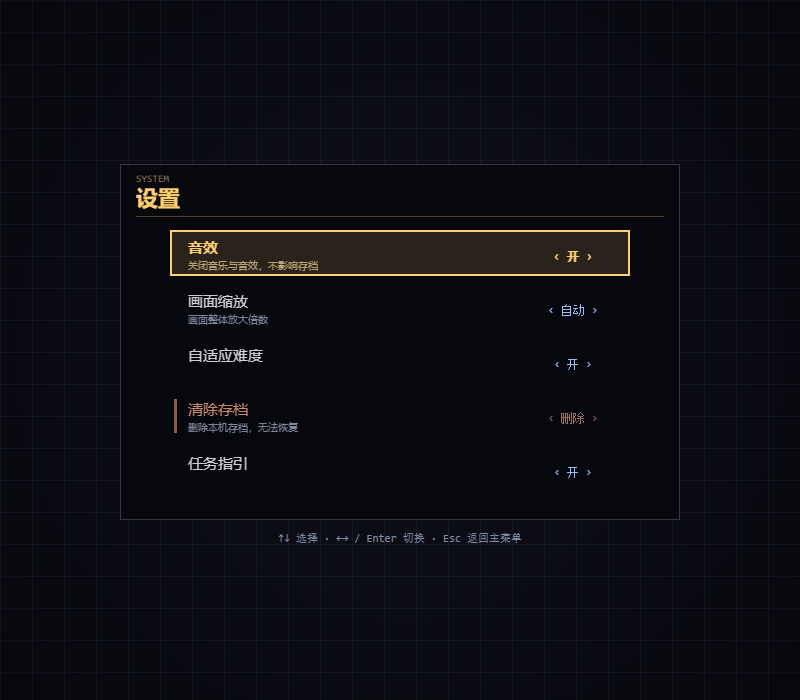 SYSTEM
设置
音效 ‹ 开 ›
关闭音乐与音效，不影响存档
画面缩放 ‹ 自动 ›
画面整体放大倍数
自适应难度 ‹ 开 ›
清除存档 ‹ 删除 ›
删除本机存档，无法恢复
任务指引 ‹ 开 ›
↑↓ 选择 · ↔ / Enter 切换 · Esc 返回主菜单